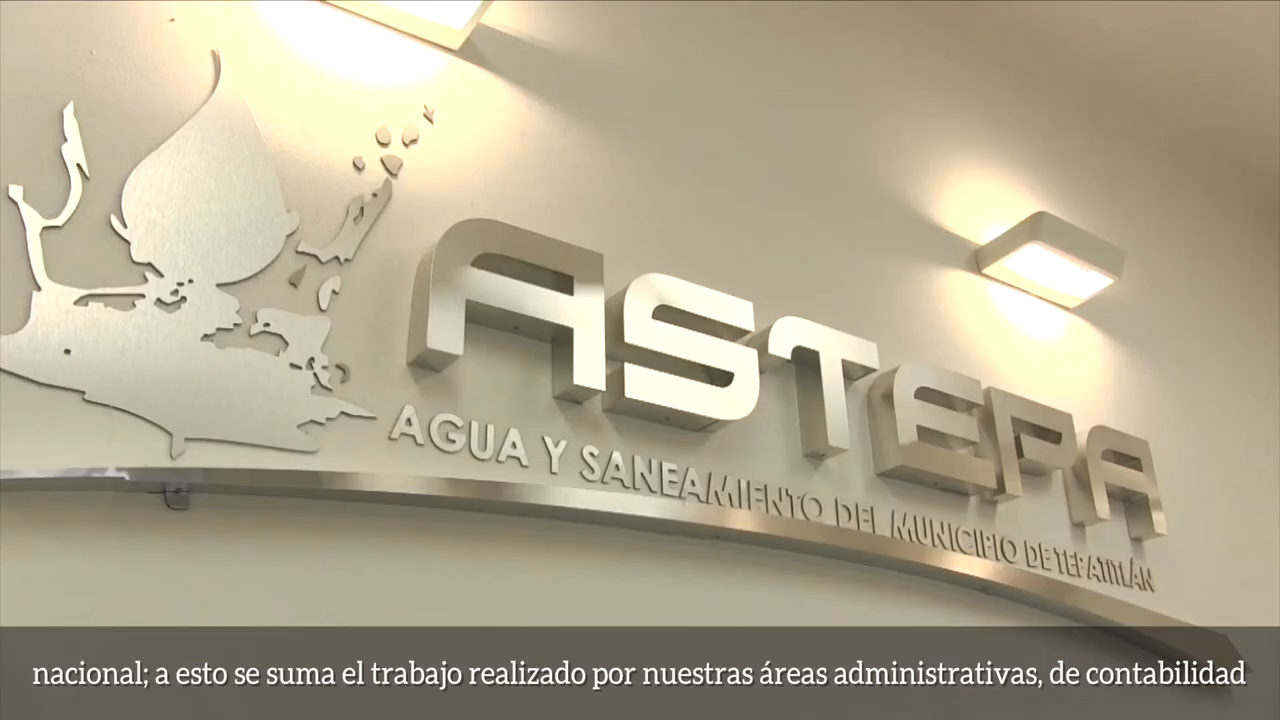 ASTEPA
AGUA Y SANEAMIENTO DEL MUNICIPIO DE TEPATITLÁN
nacional; a esto se suma el trabajo realizado por nuestras áreas administrativas, de contabilidad